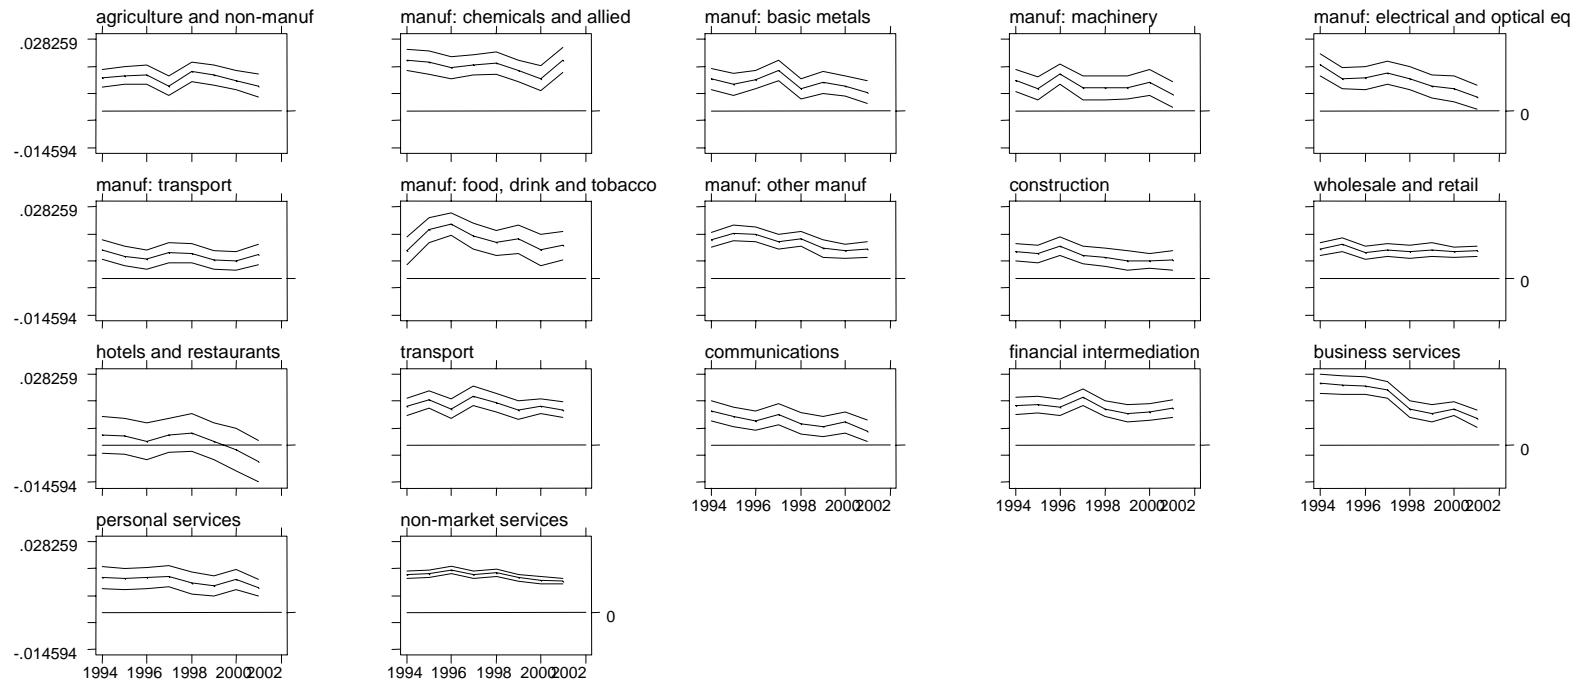 agriculture and non-manuf
manuf: chemicals and allied
manuf: basic metals
manuf: machinery
manuf: electrical and optical eq
.028259
-.014594
0
manuf: transport
manuf: food, drink and tobacco
manuf: other manuf
construction
wholesale and retail
.028259
-.014594
0
hotels and restaurants
transport
communications
financial intermediation
business services
.028259
-.014594
0
1994 1996 1998 2000 2002
1994 1996 1998 2000 2002
1994 1996 1998 2000 2002
personal services
non-market services
.028259
-.014594
0
1994 1996 1998 2000 2002
1994 1996 1998 2000 2002